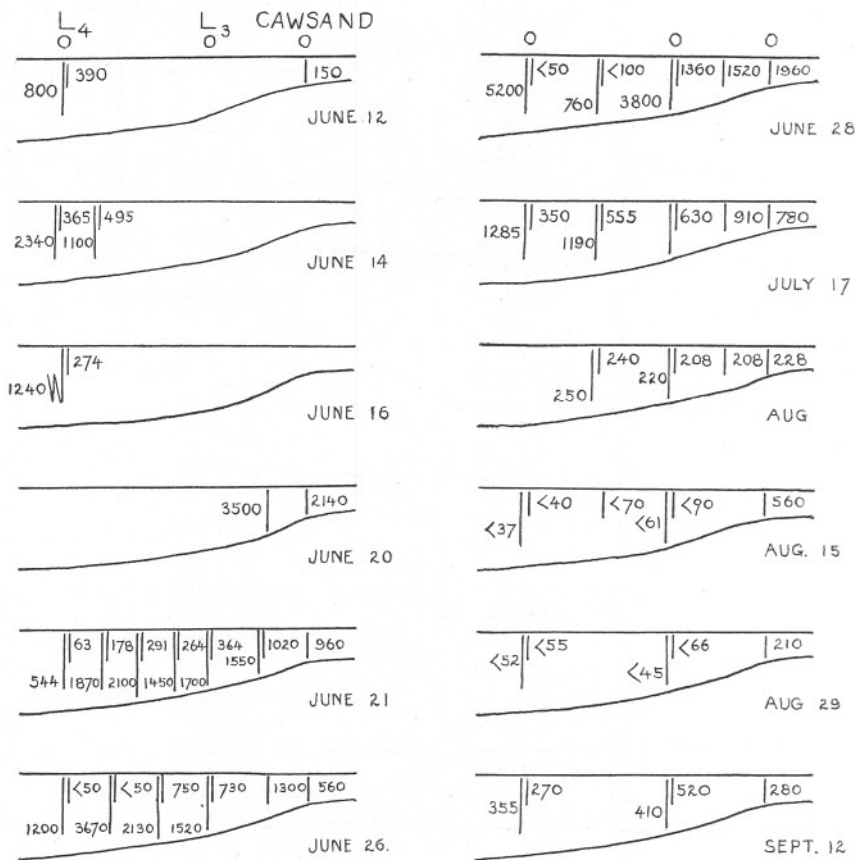 L4 L3 CAWSAND
O O O
390 150
800
JUNE 12
365 495
2340 1100
JUNE 14
274
1240
JUNE 16
3500 2140
JUNE 20
63 178 291 264 364 1020 960
544 1870 2100 1450 1700 1550
JUNE 21
<50 <50 750 730 1300 560
1200 3670 2130 1520
JUNE 26.
O O O
<50 <100 1360 1520 1960
5200 760 3800
JUNE 28
350 555 630 910 780
1285 1190
JULY 17
240 208 208 228
250 220
AUG
<40 <70 <90 560
<37 <61
AUG. 15
<55 <66 210
<52 <45
AUG 29
270 520 280
355 410
SEPT. 12